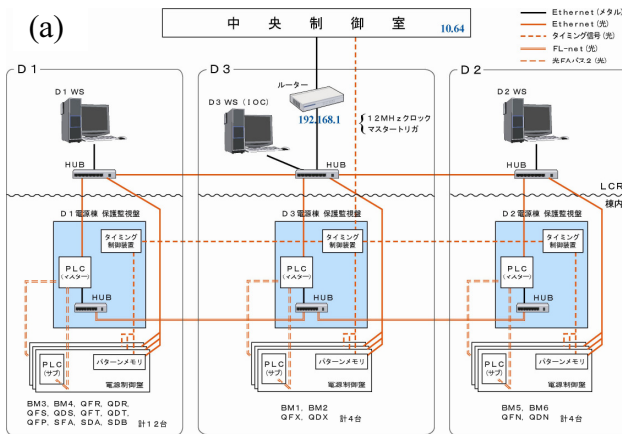 (a)
中央制御室
10.64
Ethernet(メタル)
Ethernet(光)
タイミング信号(光)
FL-net(光)
光FAバス2(光)
D1
D3
D2
D1 WS
ルーター
D3 WS (IOC)
192.168.1
12MHzクロック
マスタートリガ
D2 WS
HUB
HUB
HUB
LCR
棟内
D1電源棟 保護監視盤
D3電源棟 保護監視盤
D2電源棟 保護監視盤
タイミング
制御装置
タイミング
制御装置
タイミング
制御装置
PLC
(マスター)
PLC
(マスター)
PLC
(マスター)
HUB
HUB
HUB
PLC
(サブ)
パターンメモリ
電源制御盤
PLC
(サブ)
パターンメモリ
電源制御盤
PLC
(サブ)
パターンメモリ
電源制御盤
BM3, BM4, QFR, QDR,
QFS, QDS, QFT, QDT,
QFP, SFA, SDA, SDB
計12台
BM1, BM2
QFX, QDX
計4台
BM5, BM6
QFN, QDN
計4台